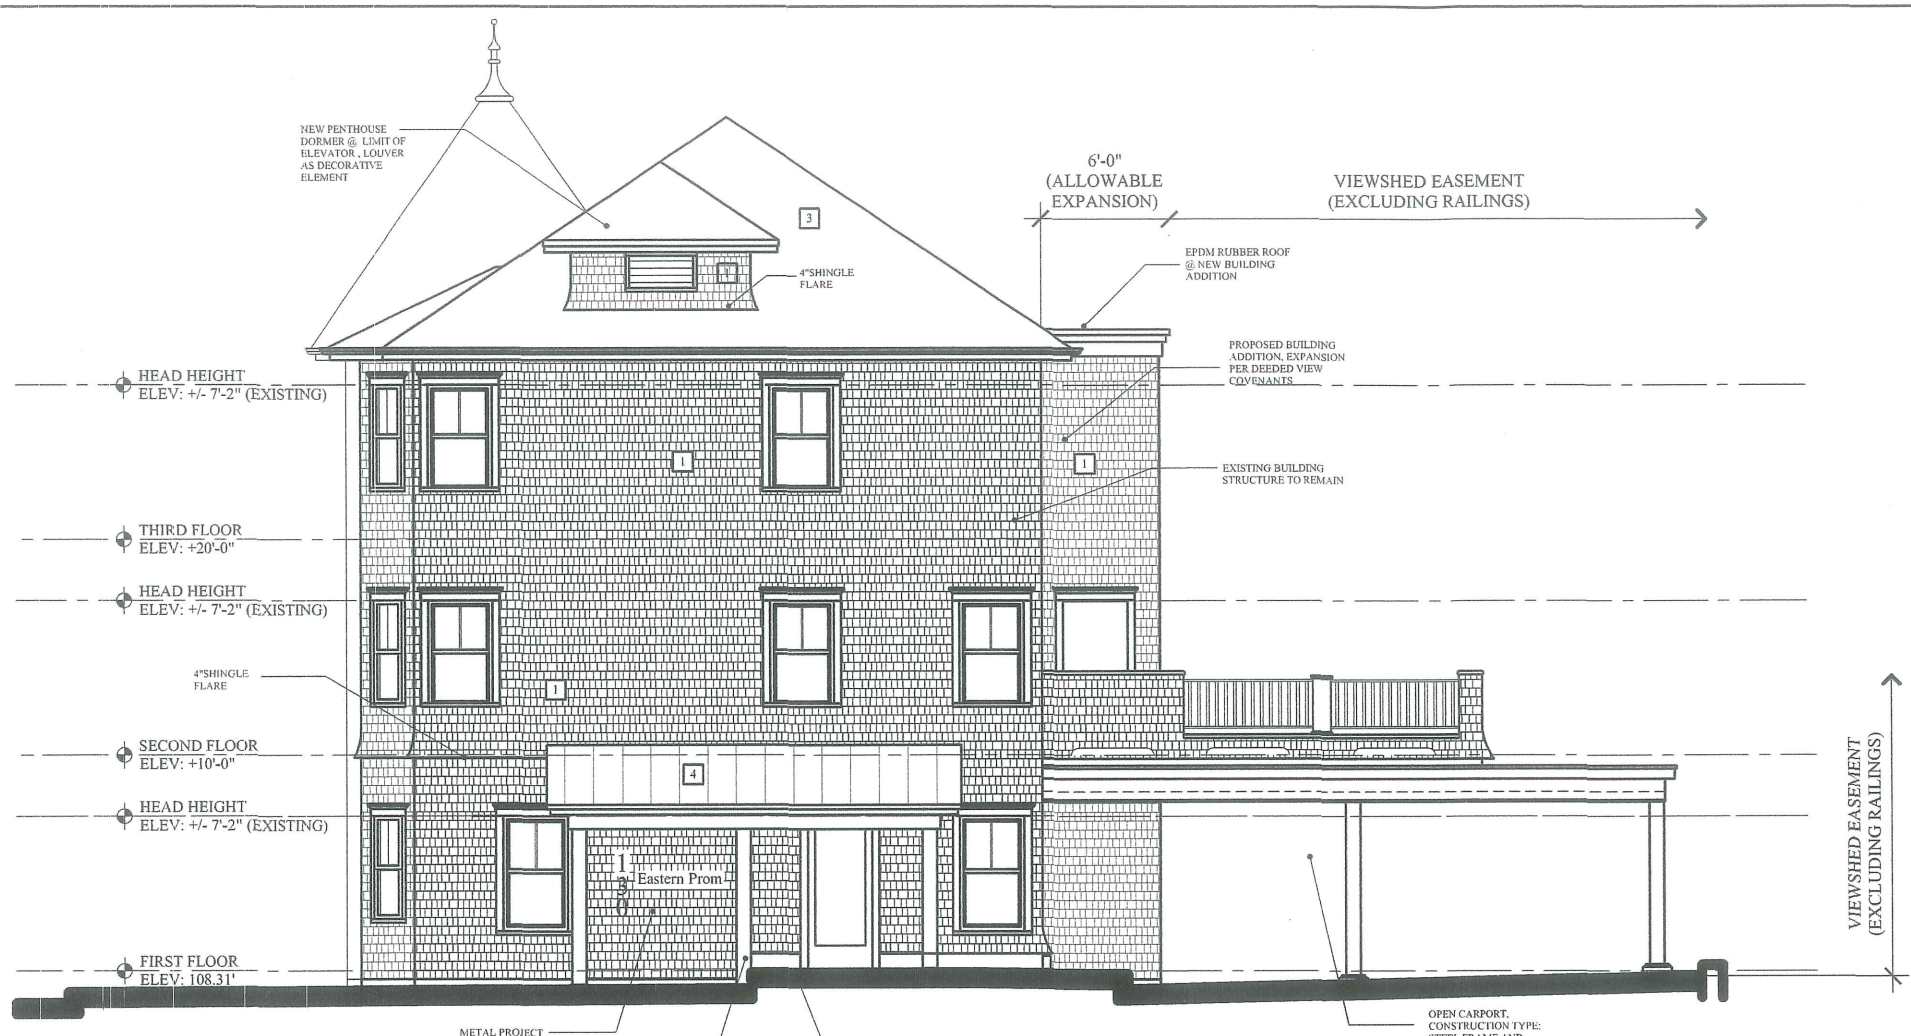 NEW PENTHOUSE
DORMER @ LIMIT OF
ELEVATOR , LOUVER
AS DECORATIVE
ELEMENT
6'-0"
(ALLOWABLE
EXPANSION)
VIEWSHED EASEMENT
(EXCLUDING RAILINGS)
3
1
4"SHINGLE
FLARE
EPDM RUBBER ROOF
@ NEW BUILDING
ADDITION
PROPOSED BUILDING
ADDITION, EXPANSION
PER DEEDED VIEW
COVENANTS
HEAD HEIGHT
ELEV: +/- 7'-2" (EXISTING)
1
1
EXISTING BUILDING
STRUCTURE TO REMAIN
THIRD FLOOR
ELEV: +20'-0"
HEAD HEIGHT
ELEV: +/- 7'-2" (EXISTING)
4"SHINGLE
FLARE
1
SECOND FLOOR
ELEV: +10'-0"
4
HEAD HEIGHT
ELEV: +/- 7'-2" (EXISTING)
130
Eastern Prom
VIEWSHED EASEMENT
(EXCLUDING RAILINGS)
FIRST FLOOR
ELEV: 108.31'
METAL PROJECT
OPEN CARPORT,
CONSTRUCTION TYPE:
STEEL FRAME AND